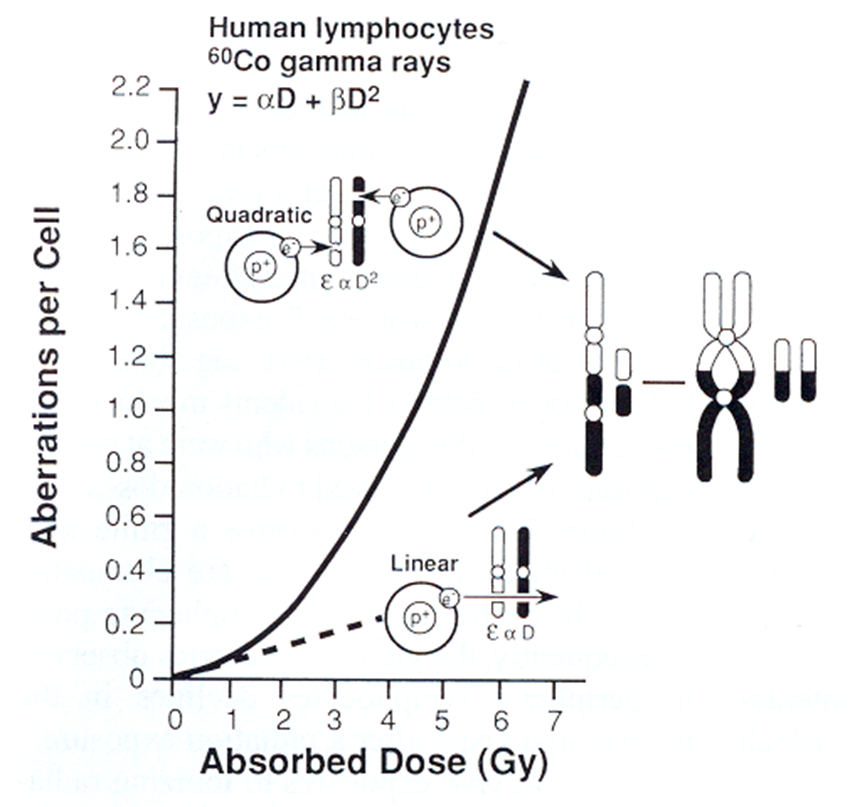 Human lymphocytes
⁶⁰Co gamma rays
y = αD + βD²
Aberrations per Cell
2.2
2.0
1.8
1.6
1.4
1.2
1.0
0.8
0.6
0.4
0.2
0
Quadratic
e⁻
p⁺
e⁻
p⁺
Ɛ α D²
Linear
e⁻
p⁺
Ɛ α D
0 1 2 3 4 5 6 7
Absorbed Dose (Gy)